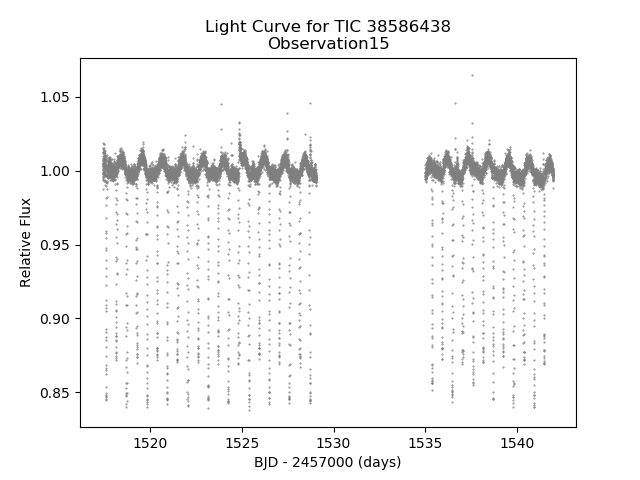 Light Curve for TIC 38586438
Observation15
1.05
1.00
0.95
0.90
0.85
Relative Flux
1520
1525
1530
1535
1540
BJD - 2457000 (days)